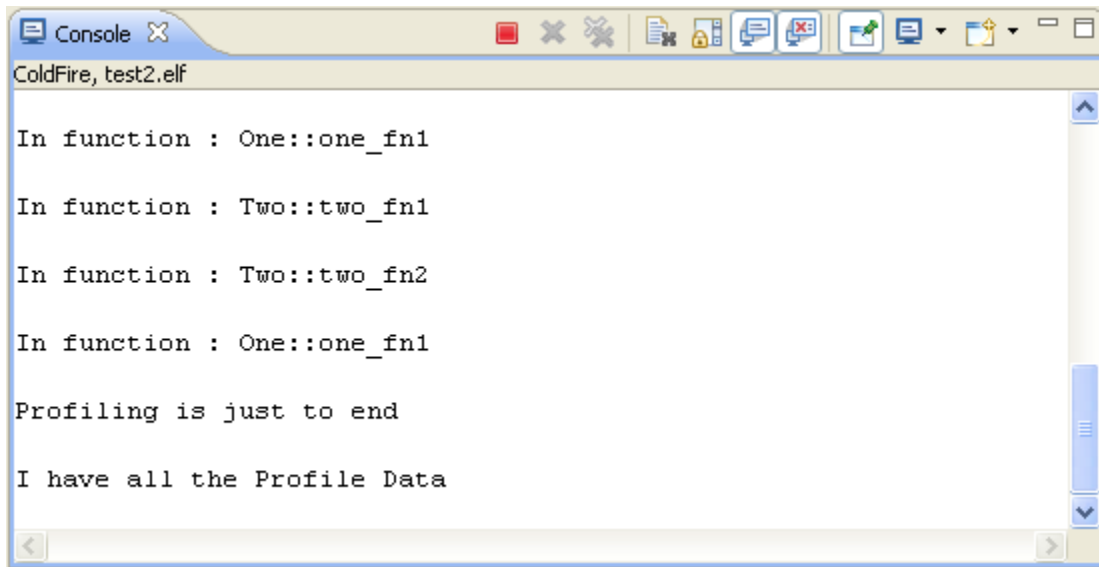 Console
ColdFire, test2.elf
In function : One::one_fn1
In function : Two::two_fn1
In function : Two::two_fn2
In function : One::one_fn1
Profiling is just to end
I have all the Profile Data